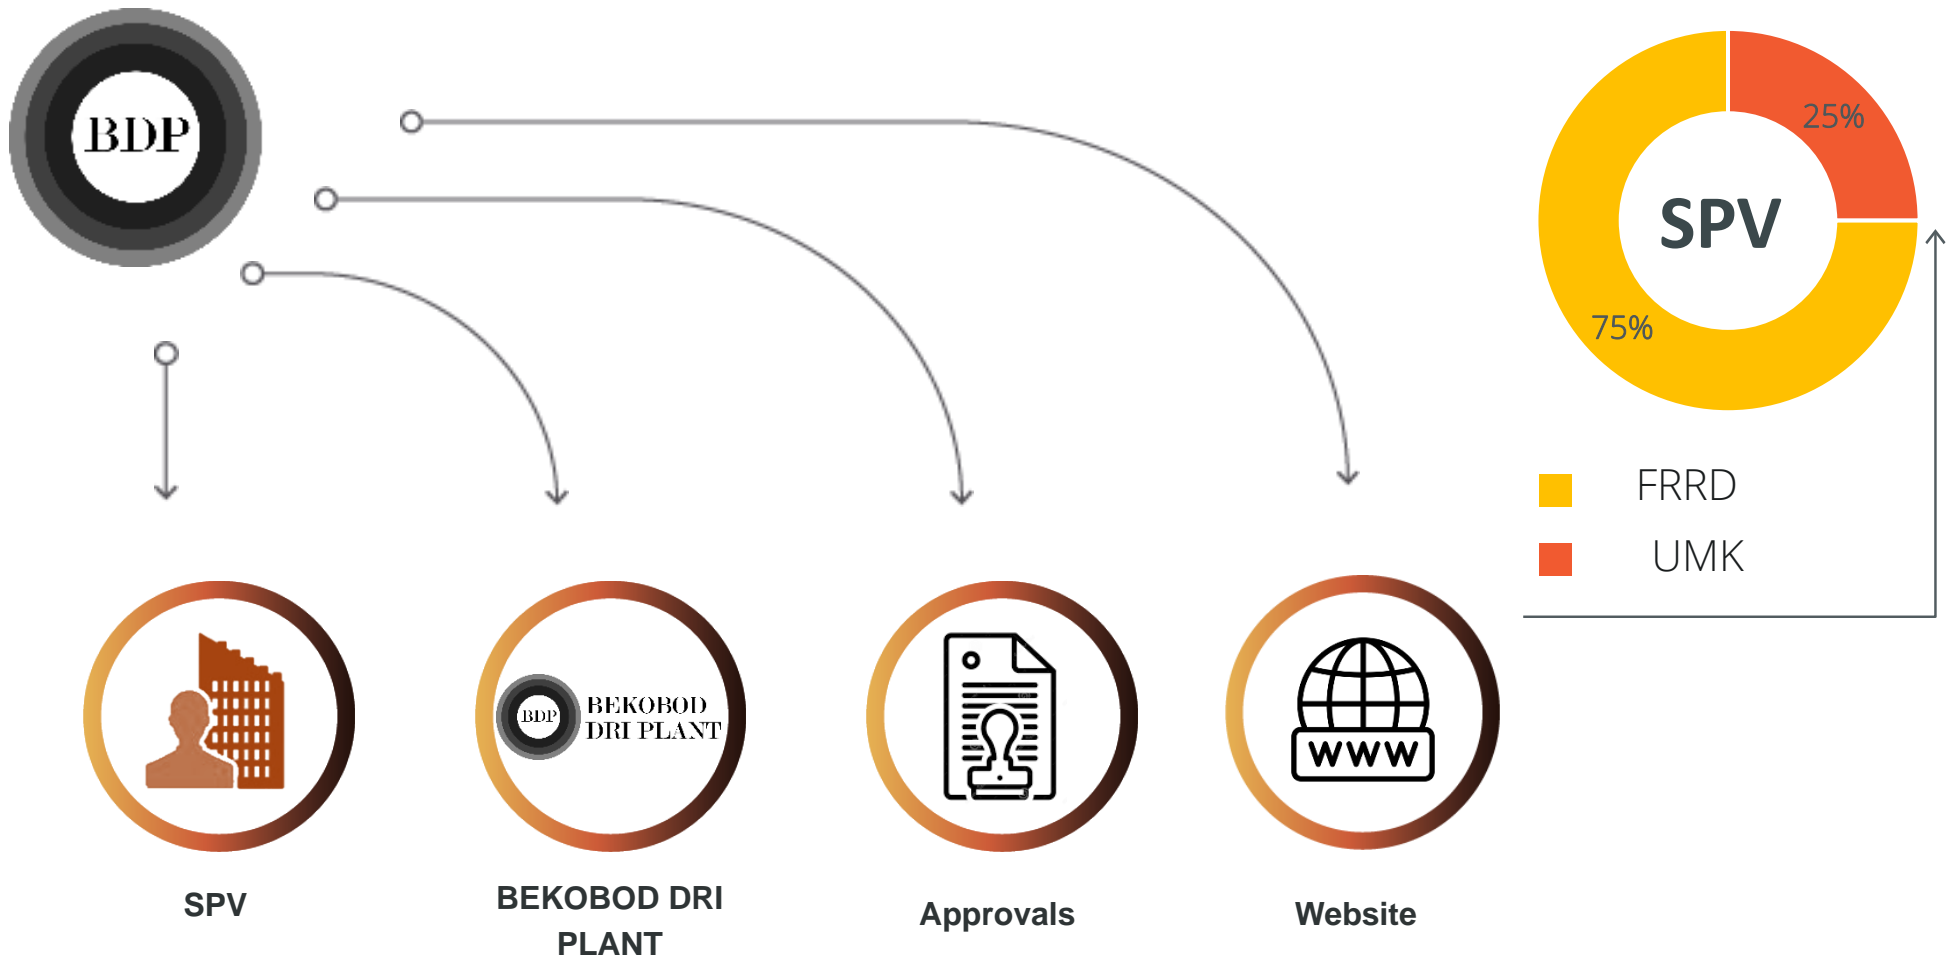 BDP
25%
SPV
75%
FRRD
UMK
BDP
BEKOBOD
DRI PLANT
WWW
SPV
BEKOBOD DRI
PLANT
Approvals
Website